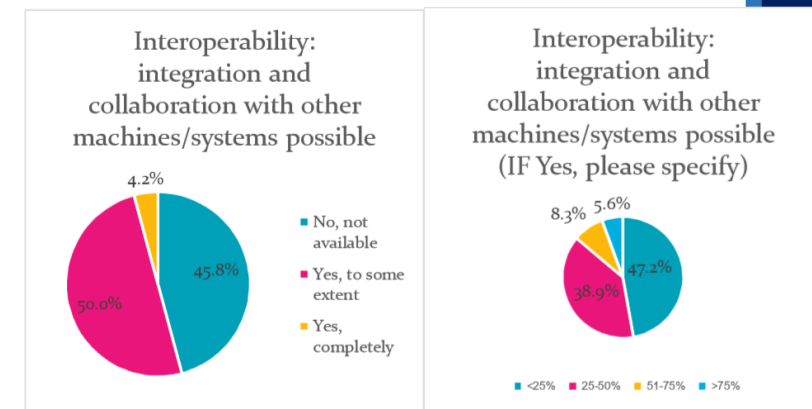 Interoperability:
integration and
collaboration with other
machines/systems possible
4.2%
45.8%
50.0%
No, not
available
Yes, to some
extent
Yes,
completely
Interoperability:
integration and
collaboration with other
machines/systems possible
(IF Yes, please specify)
8.3%
5.6%
47.2%
38.9%
<25%
25-50%
51-75%
>75%